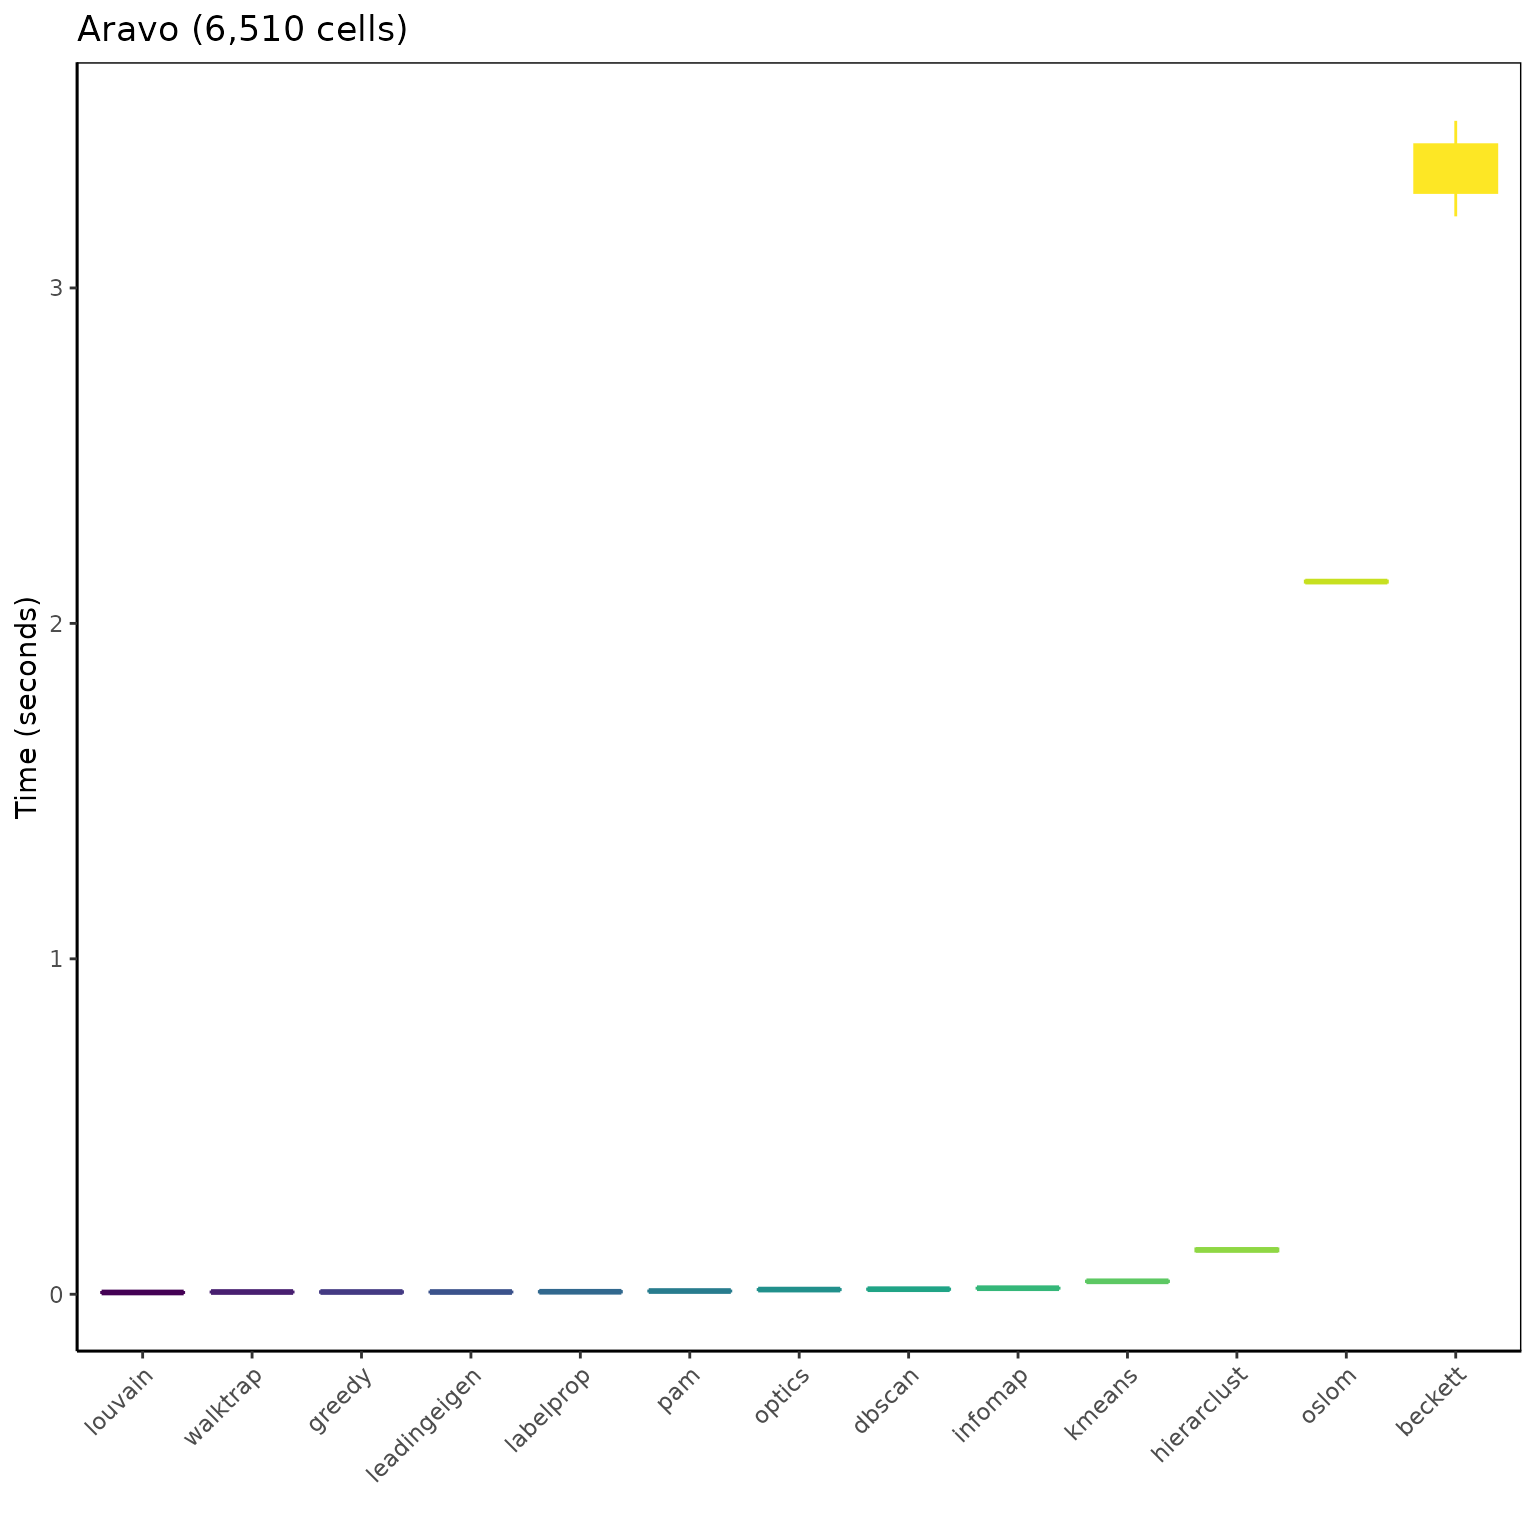 Aravo (6,510 cells)
Time (seconds)
3
2
1
0
louvain
walktrap
greedy
leadingeigen
labelprop
pam
optics
dbscan
infomap
kmeans
hierarclust
oslom
beckett